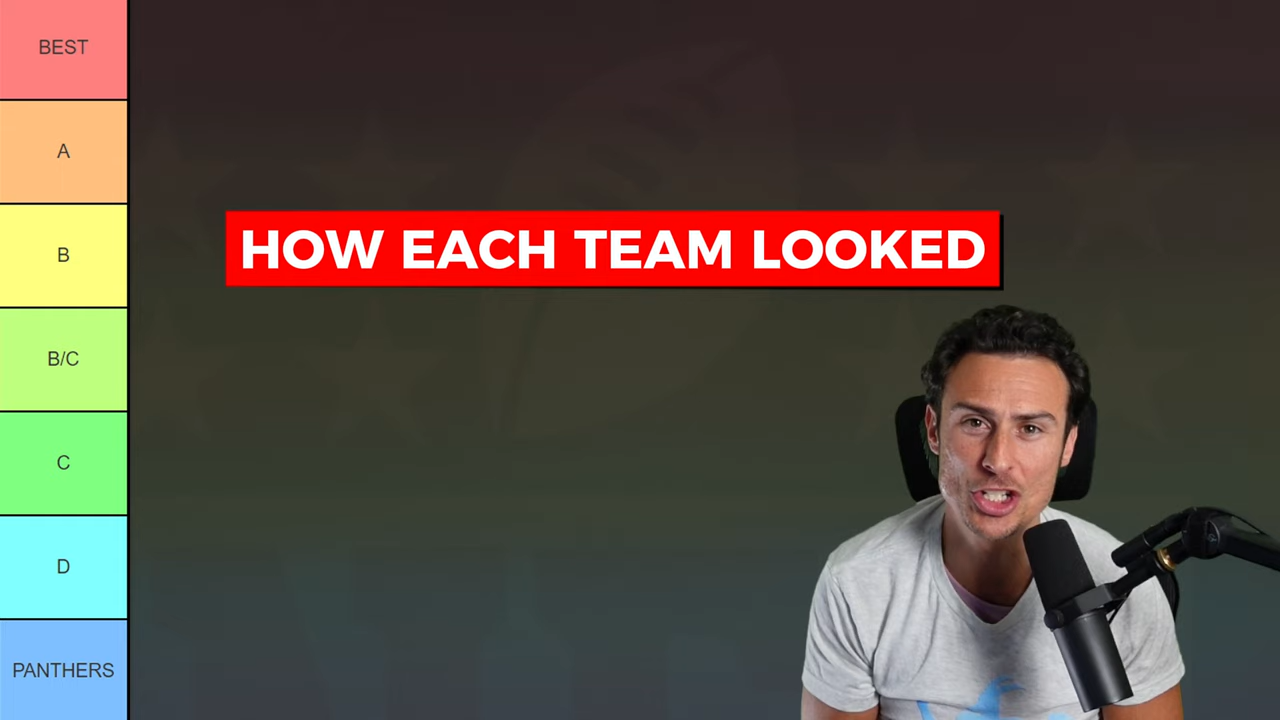 BEST
A
HOW EACH TEAM LOOKED
B
B/C
C
D
PANTHERS